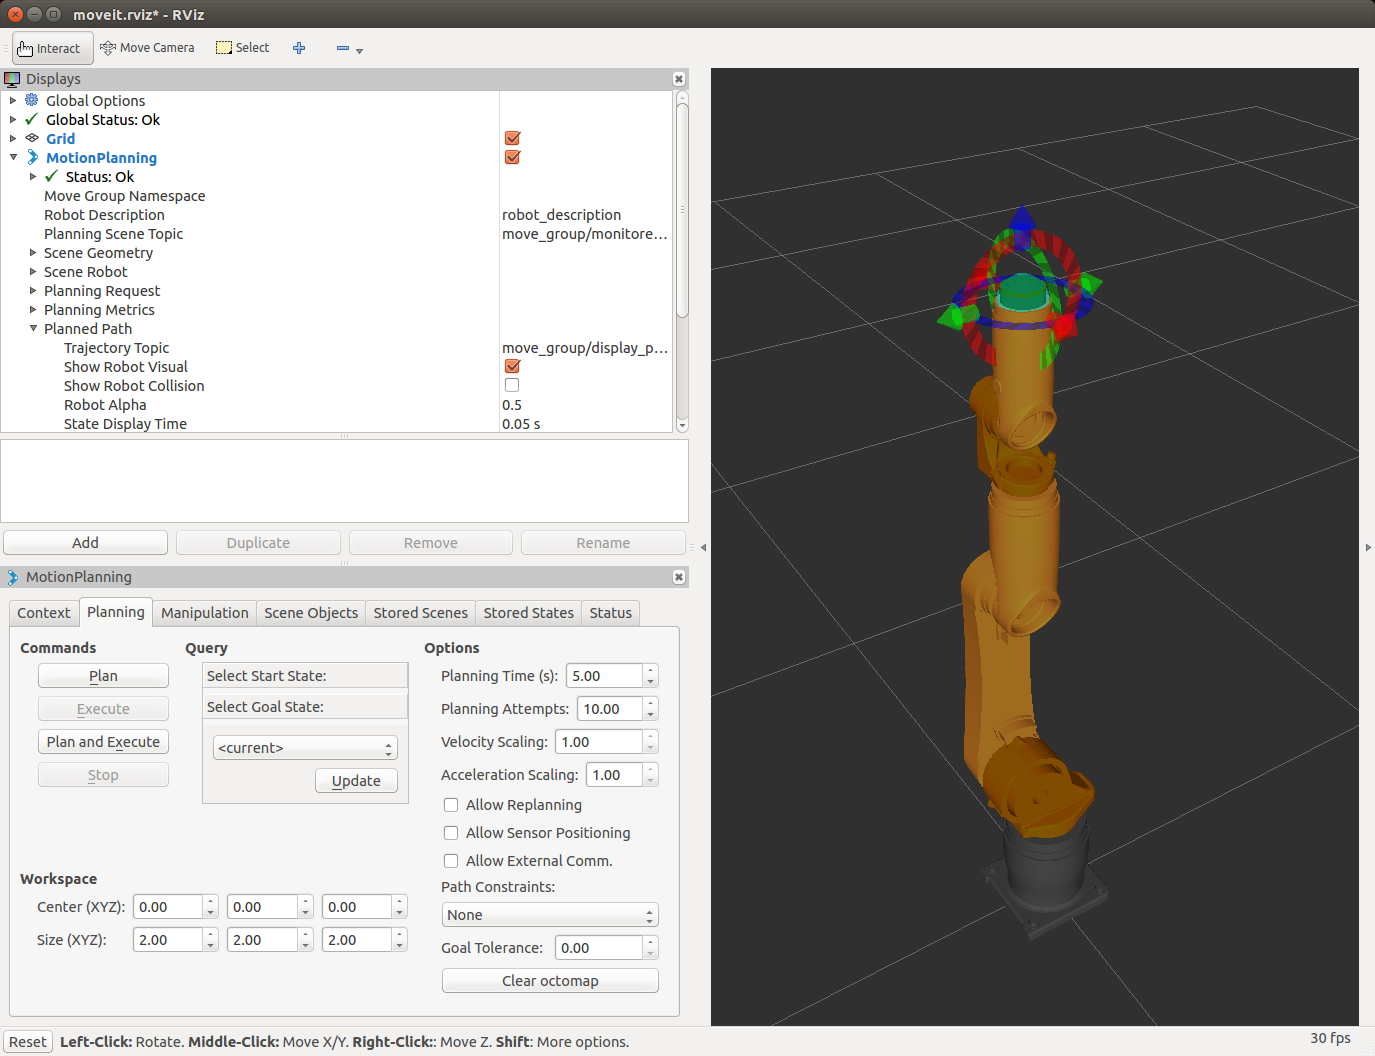 moveit.rviz* - RViz
Interact Move Camera Select
Displays
Global Options
Global Status: Ok
Grid
MotionPlanning
Status: Ok
Move Group Namespace
Robot Description robot_description
Planning Scene Topic move_group/monitore...
Scene Geometry
Scene Robot
Planning Request
Planning Metrics
Planned Path
Trajectory Topic move_group/display_p...
Show Robot Visual
Show Robot Collision
Robot Alpha 0.5
State Display Time 0.05 s
Add Duplicate Remove Rename
MotionPlanning
Context Planning Manipulation Scene Objects Stored Scenes Stored States Status
Commands Query Options
Plan Select Start State: Planning Time (s): 5.00
Execute Select Goal State: Planning Attempts: 10.00
Plan and Execute <current> Velocity Scaling: 1.00
Stop Update Acceleration Scaling: 1.00
Allow Replanning
Allow Sensor Positioning
Allow External Comm.
Workspace Path Constraints:
Center (XYZ): 0.00 0.00 0.00 None
Size (XYZ): 2.00 2.00 2.00 Goal Tolerance: 0.00
Clear octomap
Reset Left-Click: Rotate. Middle-Click: Move X/Y. Right-Click:: Move Z. Shift: More options. 30 fps